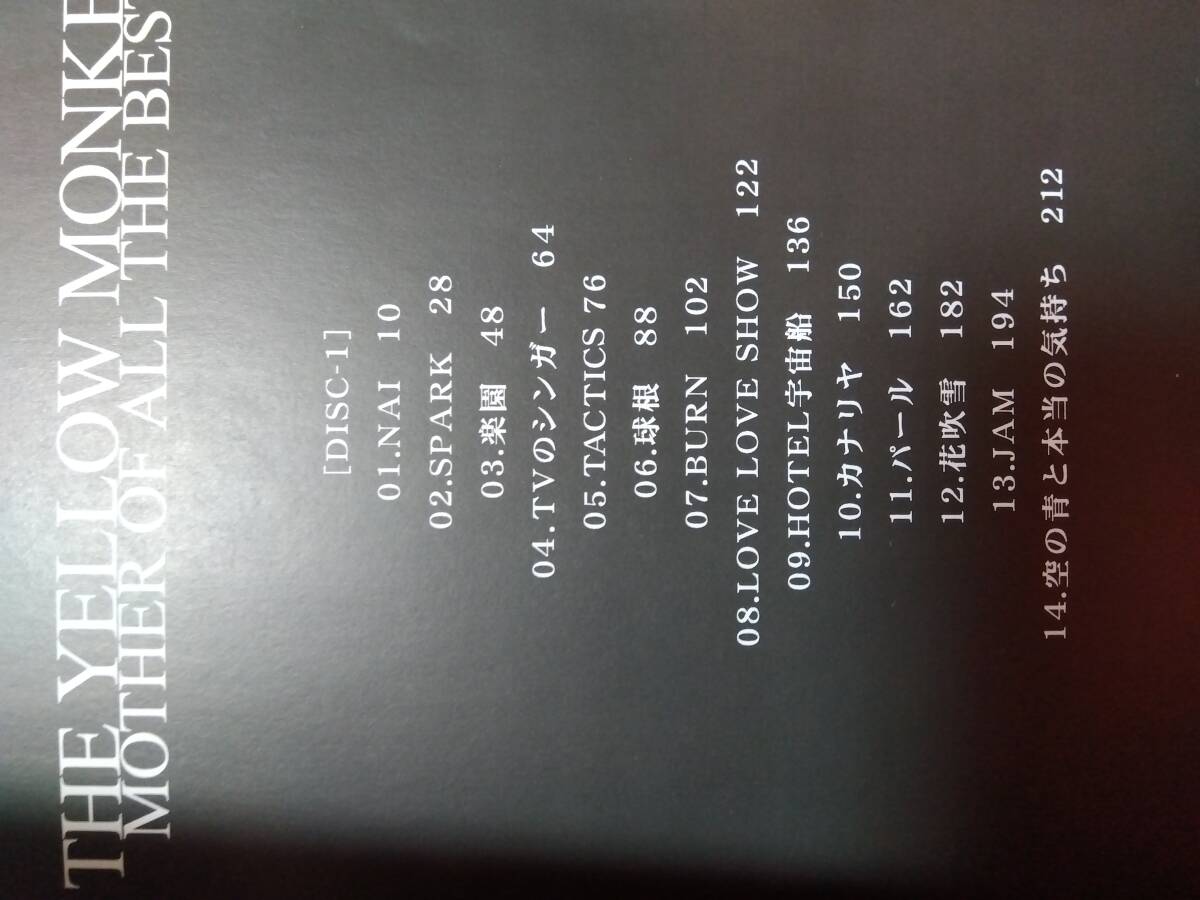 THE YELLOW MONKE
MOTHER OF ALL THE BEST
[DISC-1]
01.NAI 10
02.SPARK 28
03.楽園 48
04.TVのシンガー 64
05.TACTICS 76
06.球根 88
07.BURN 102
08.LOVE LOVE SHOW 122
09.HOTEL宇宙船 136
10.カナリヤ 150
11.パール 162
12.花吹雪 182
13.JAM 194
14.空の青と本当の気持ち 212